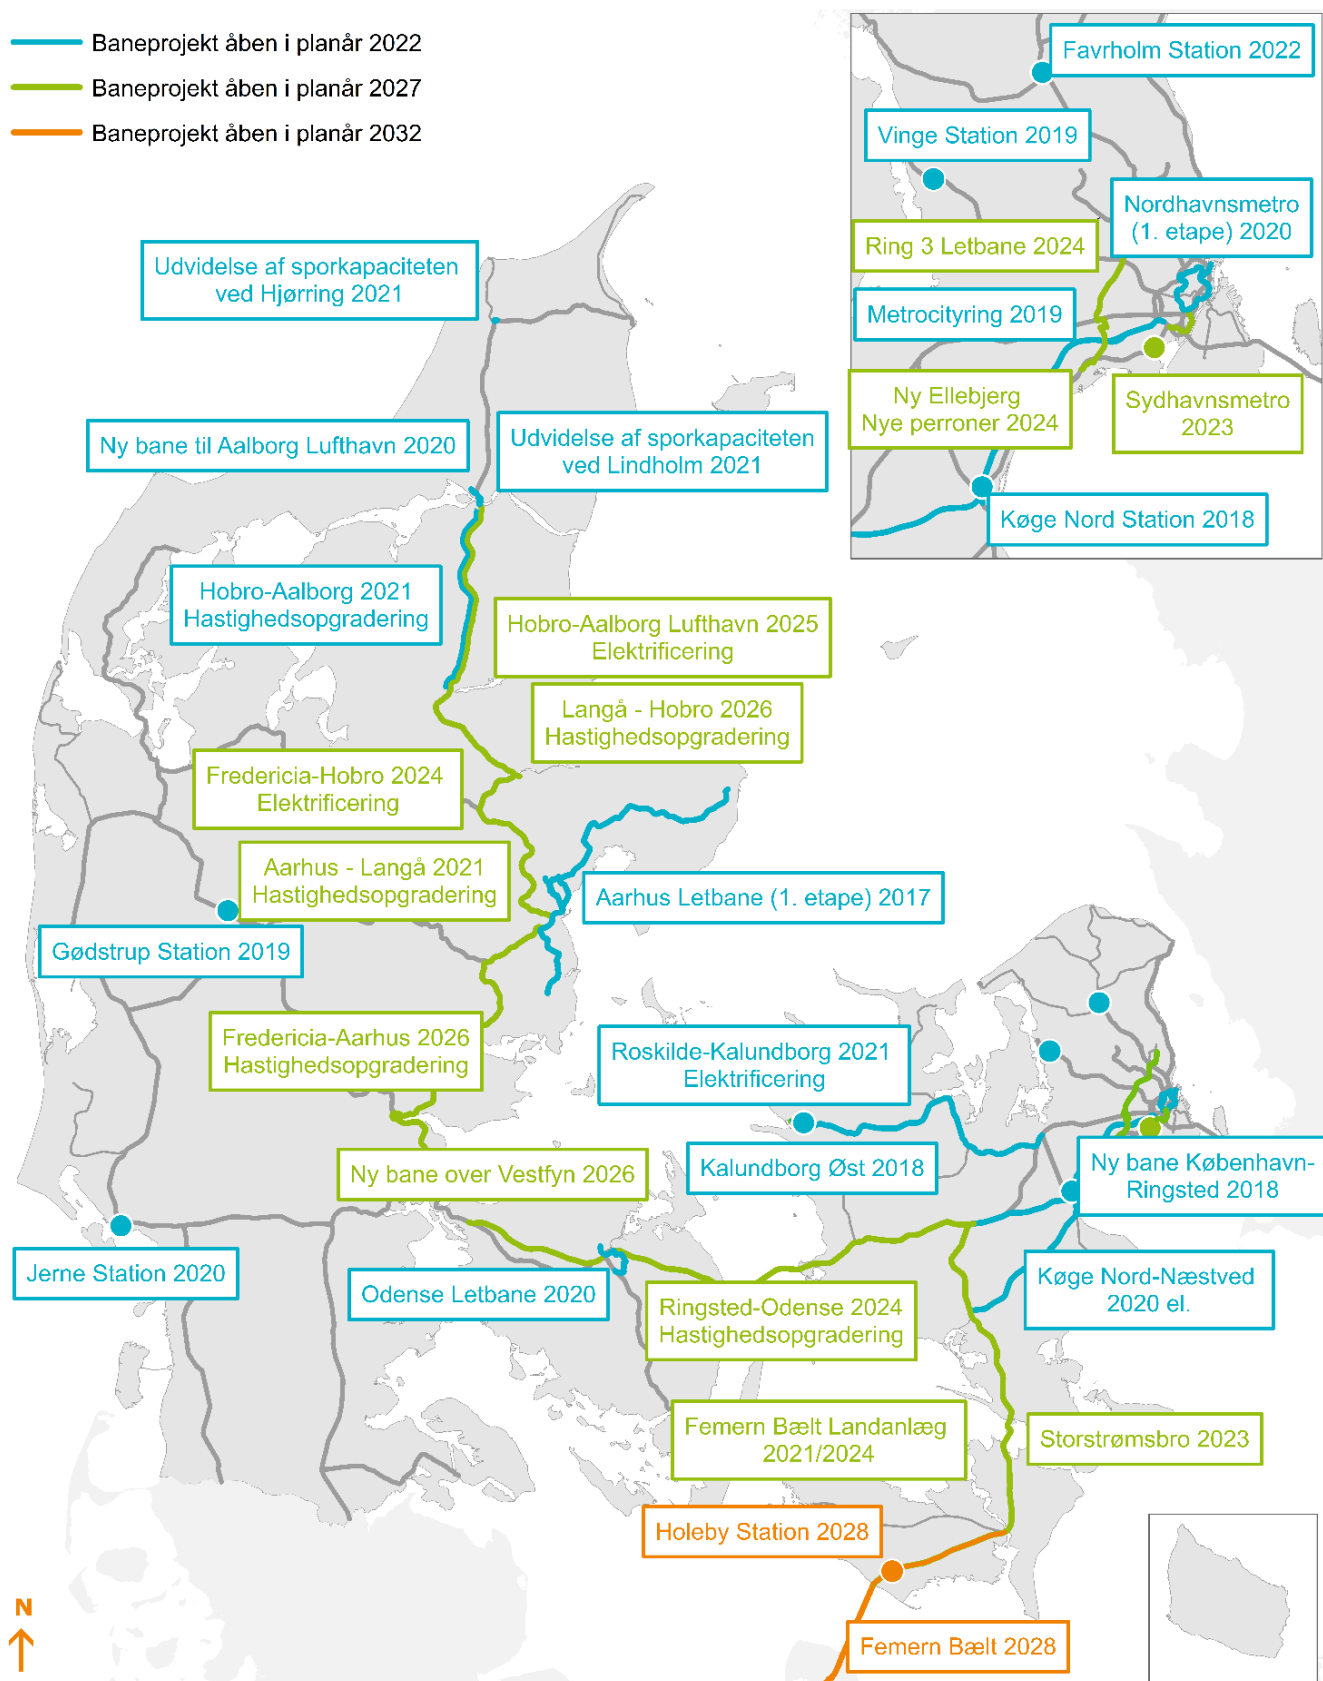 Baneprojekt åben i planår 2022
Baneprojekt åben i planår 2027
Baneprojekt åben i planår 2032
Favrholm Station 2022
Vinge Station 2019
Nordhavnsmetro
(1. etape) 2020
Ring 3 Letbane 2024
Metrocityring 2019
Ny Ellebjerg
Nye perroner 2024
Sydhavnsmetro
2023
Køge Nord Station 2018
Udvidelse af sporkapaciteten
ved Hjørring 2021
Ny bane til Aalborg Lufthavn 2020
Udvidelse af sporkapaciteten
ved Lindholm 2021
Hobro-Aalborg 2021
Hastighedsopgradering
Hobro-Aalborg Lufthavn 2025
Elektrificering
Langå - Hobro 2026
Hastighedsopgradering
Fredericia-Hobro 2024
Elektrificering
Aarhus - Langå 2021
Hastighedsopgradering
Aarhus Letbane (1. etape) 2017
Gødstrup Station 2019
Fredericia-Aarhus 2026
Hastighedsopgradering
Roskilde-Kalundborg 2021
Elektrificering
Kalundborg Øst 2018
Ny bane København-
Ringsted 2018
Ny bane over Vestfyn 2026
Jerne Station 2020
Odense Letbane 2020
Ringsted-Odense 2024
Hastighedsopgradering
Køge Nord-Næstved
2020 el.
Femern Bælt Landanlæg
2021/2024
Storstrømsbro 2023
Holeby Station 2028
Femern Bælt 2028
N